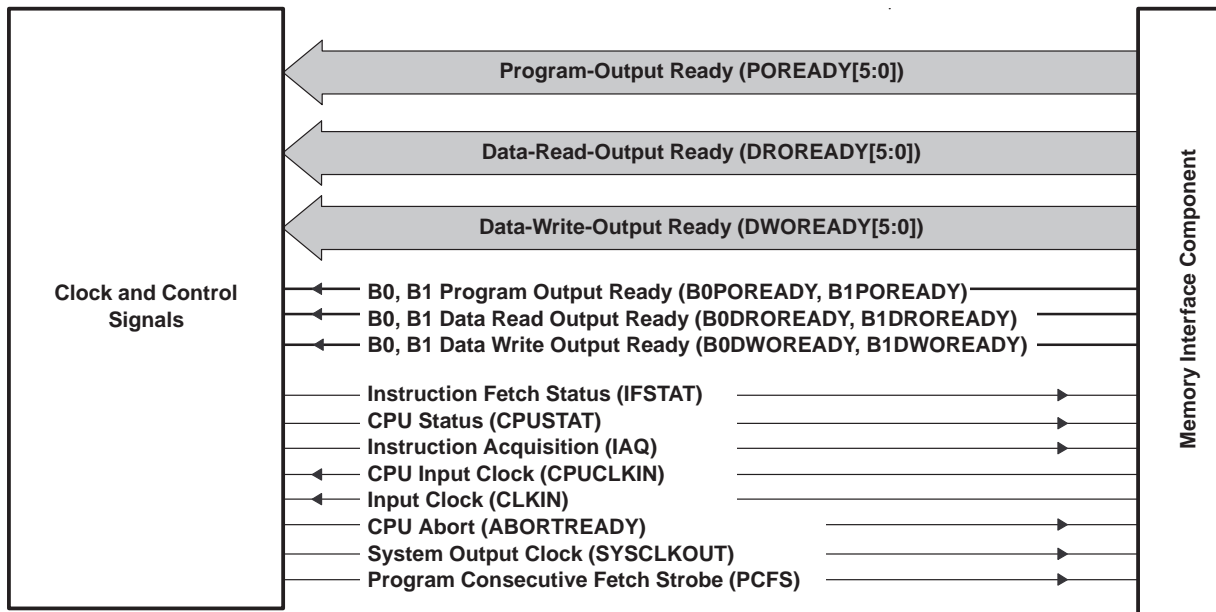 Program-Output Ready (POREADY[5:0])
Data-Read-Output Ready (DROREADY[5:0])
Data-Write-Output Ready (DWOREADY[5:0])
Clock and Control
Signals
B0, B1 Program Output Ready (B0POREADY, B1POREADY)
B0, B1 Data Read Output Ready (B0DROREADY, B1DROREADY)
B0, B1 Data Write Output Ready (B0DWOREADY, B1DWOREADY)
Instruction Fetch Status (IFSTAT)
CPU Status (CPUSTAT)
Instruction Acquisition (IAQ)
CPU Input Clock (CPUCLKIN)
Input Clock (CLKIN)
CPU Abort (ABORTREADY)
System Output Clock (SYSCLKOUT)
Program Consecutive Fetch Strobe (PCFS)
Memory Interface Component